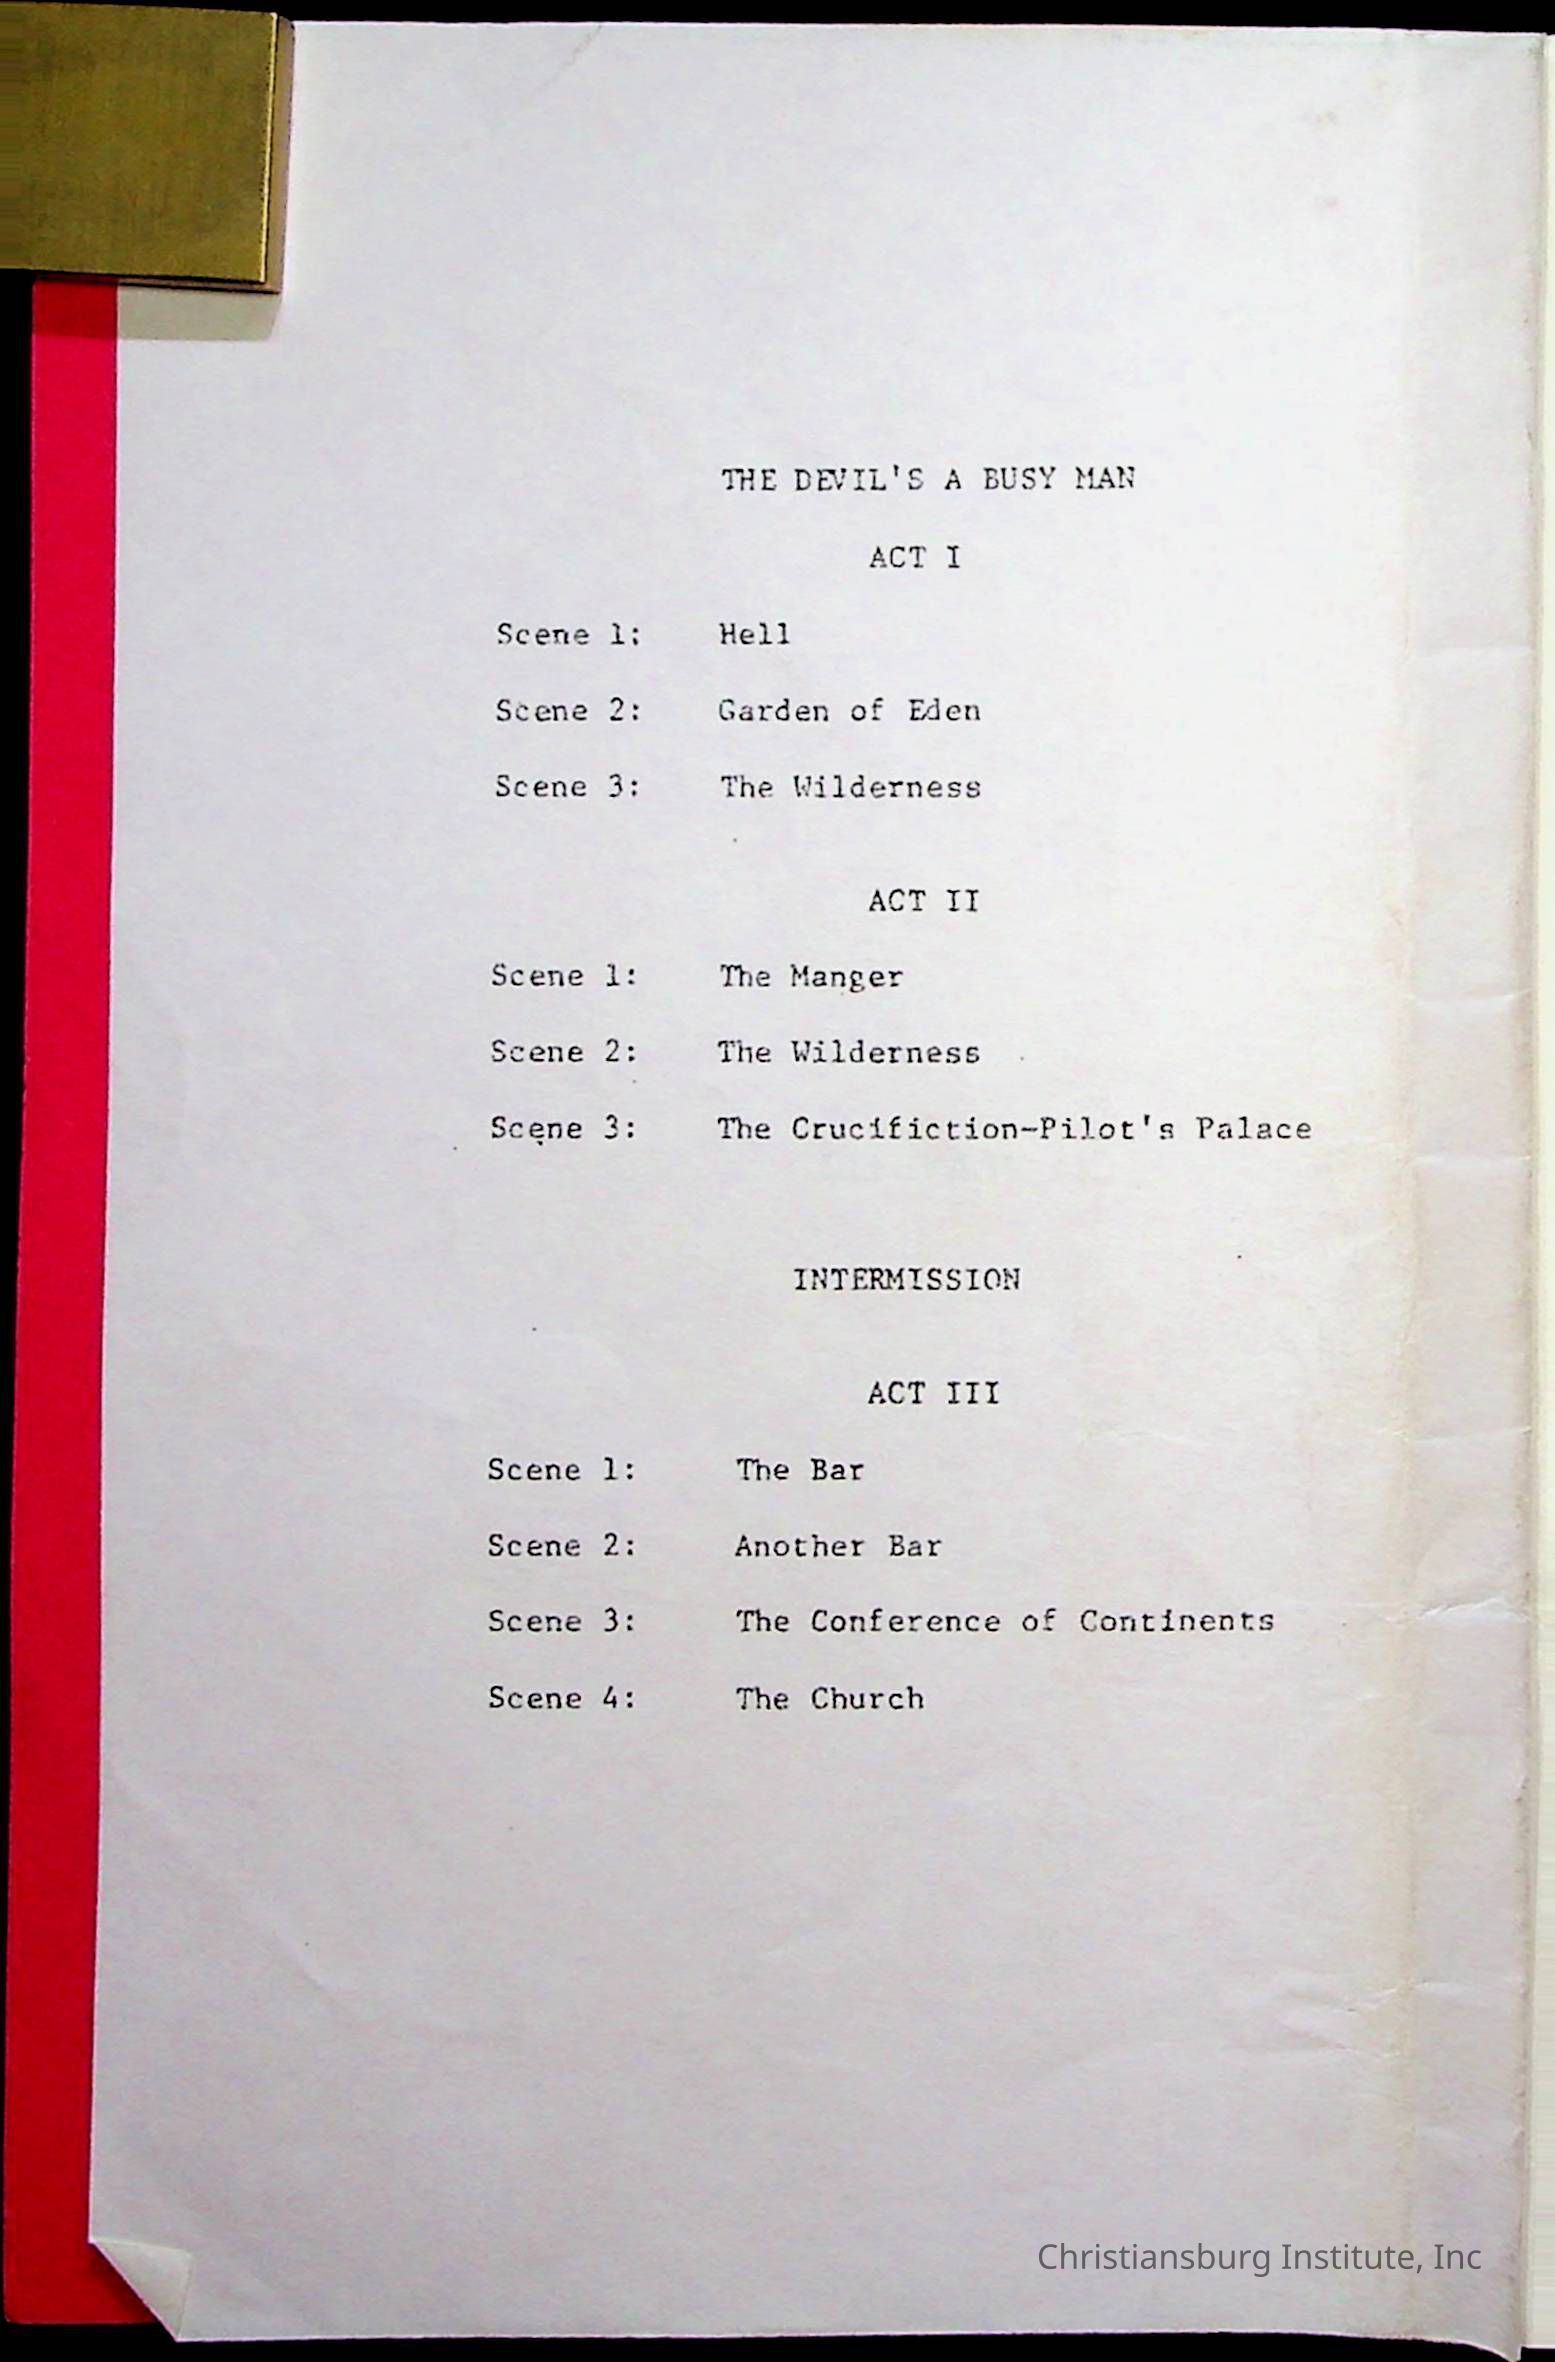 THE DEVIL'S A BUSY MAN
ACT I
Scene 1: Hell
Scene 2: Garden of Eden
Scene 3: The Wilderness
ACT II
Scene 1: The Manger
Scene 2: The Wilderness
Scene 3: The Crucifiction-Pilot's Palace
INTERMISSION
ACT III
Scene 1: The Bar
Scene 2: Another Bar
Scene 3: The Conference of Continents
Scene 4: The Church
Christiansburg Institute, Inc